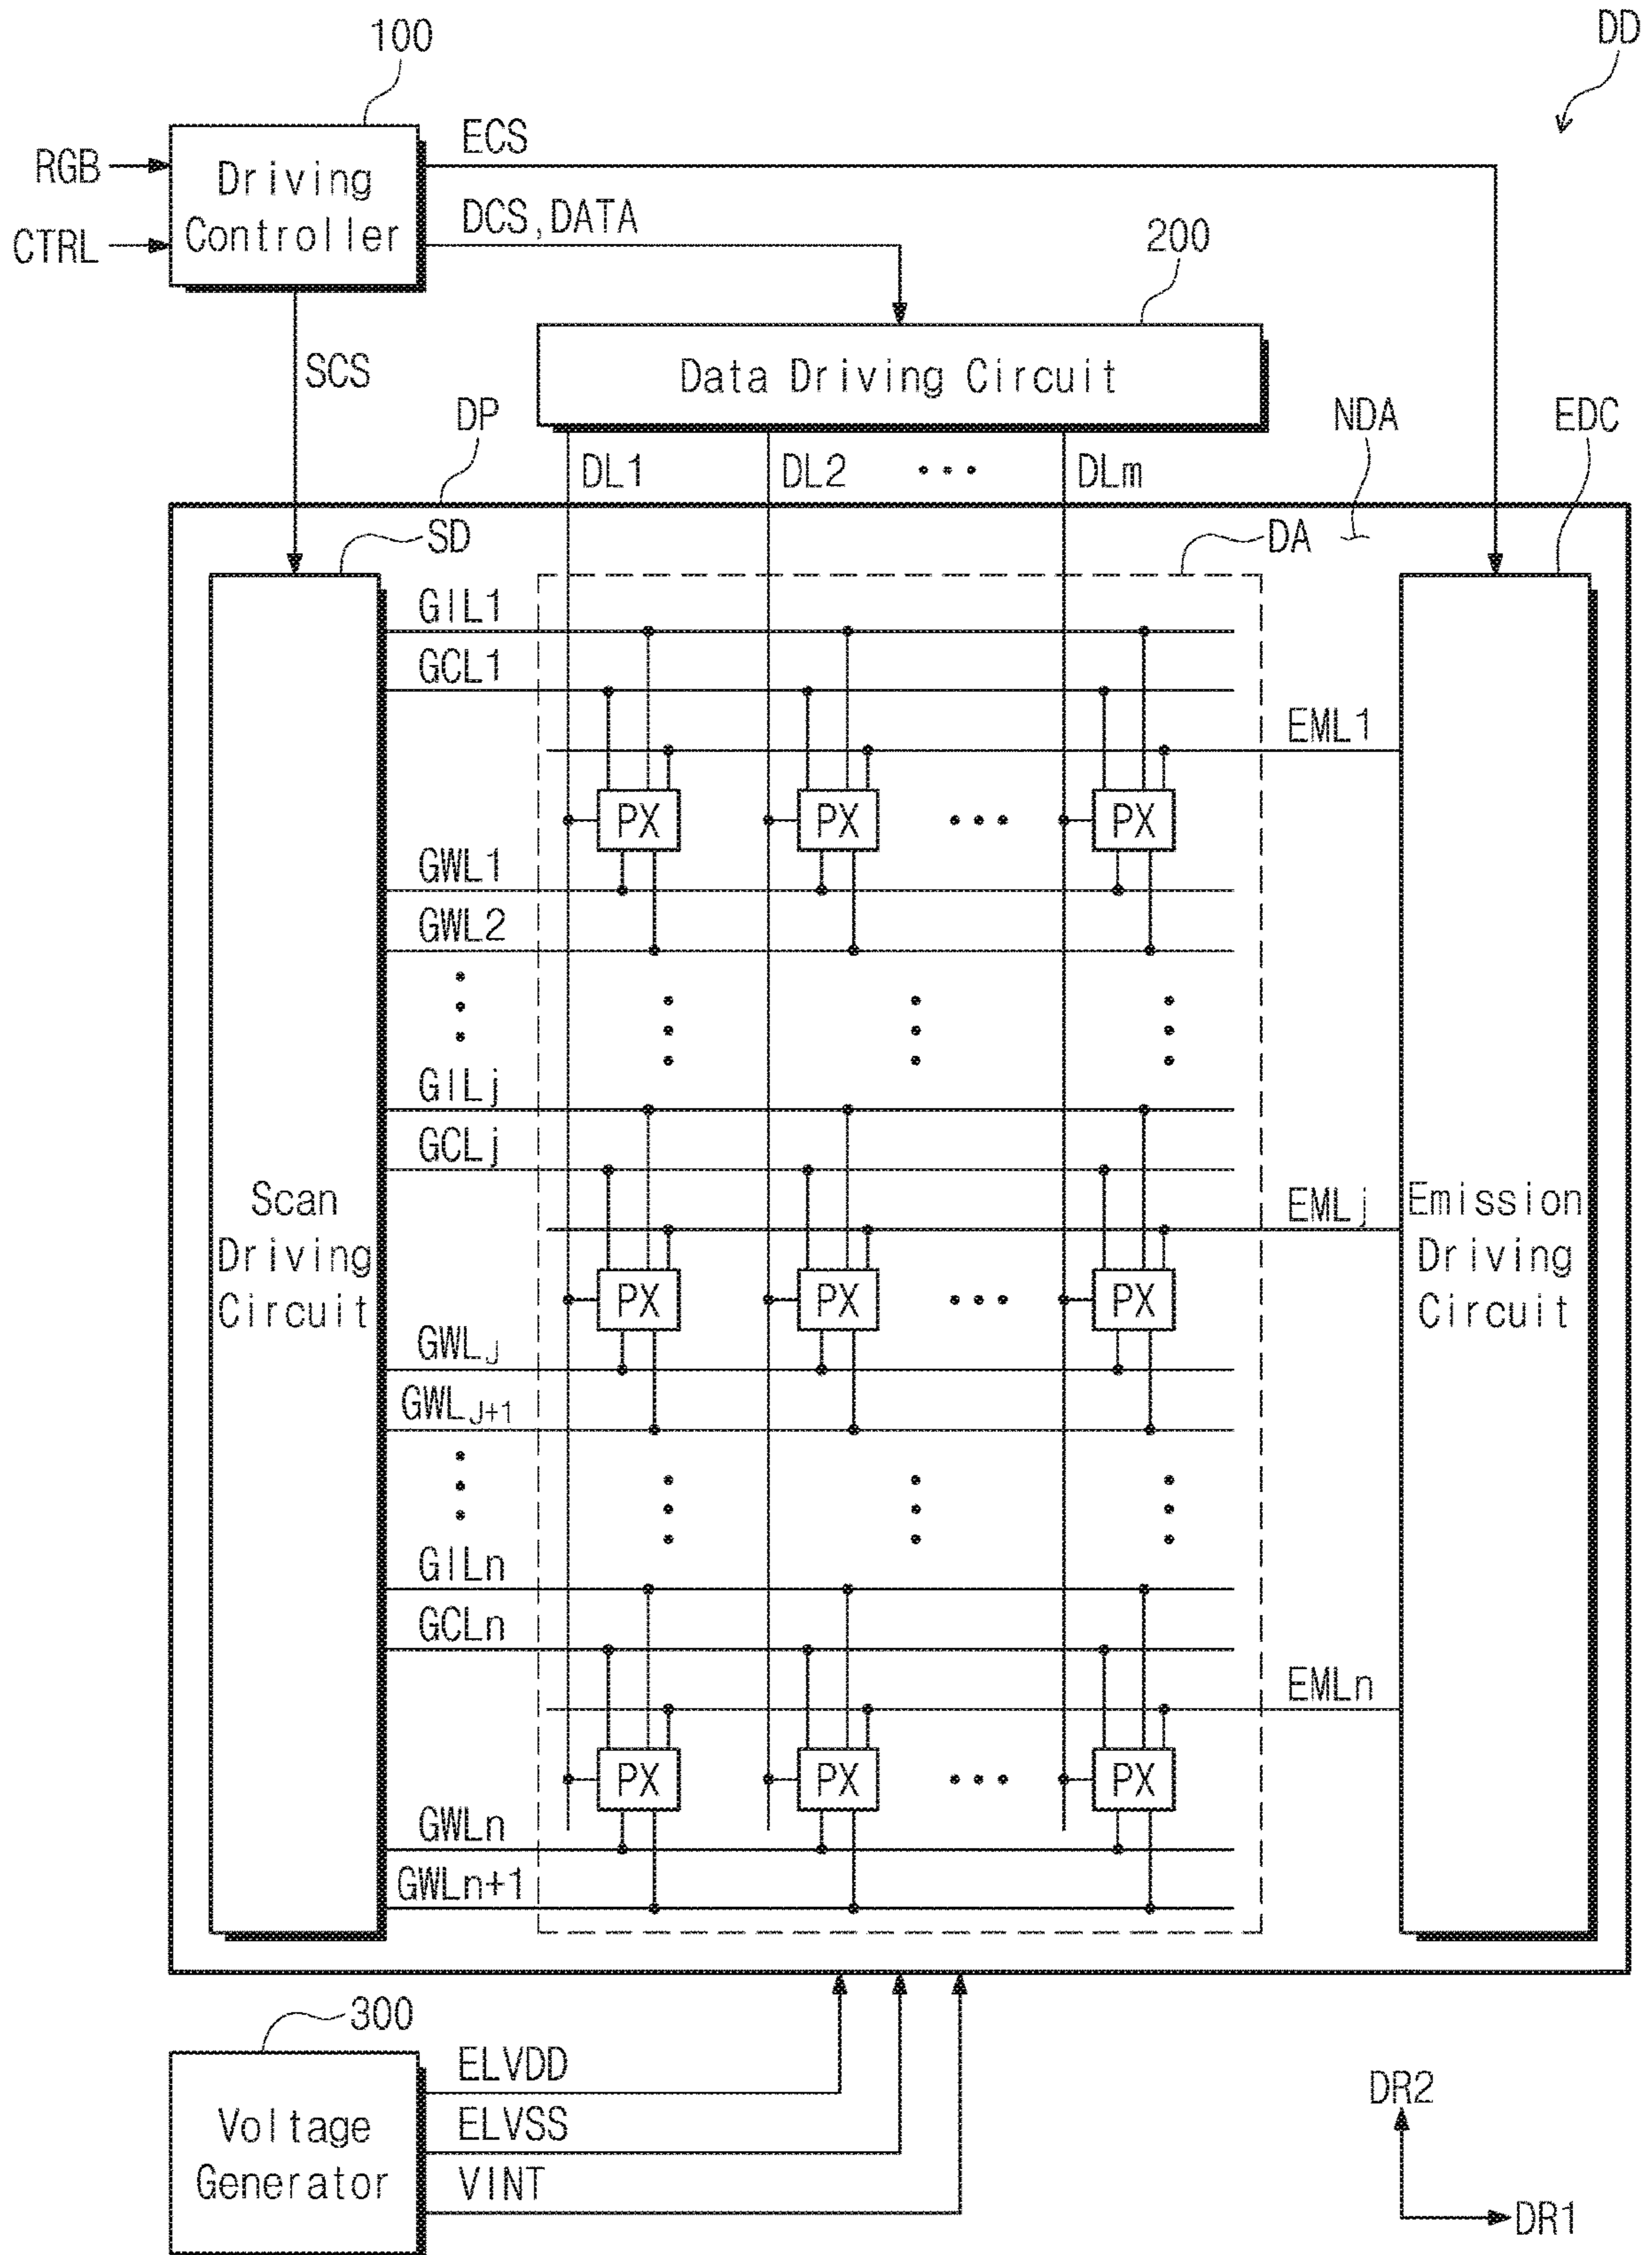 100
DD
RGB
Driving
Controller
CTRL
ECS
DCS,DATA
200
SCS
Data Driving Circuit
DP
DL1
DL2
• • •
DLm
NDA
EDC
SD
DA
GIL1
GCL1
EML1
PX PX • • • PX
GWL1
GWL2
GILj
GCLj
Scan
Driving
Circuit
EMLj
Emission
Driving
Circuit
PX PX • • • PX
GWLj
GWLJ+1
GILn
GCLn
EMLn
PX PX • • • PX
GWLn
GWLn+1
300
Voltage
Generator
ELVDD
ELVSS
VINT
DR2
DR1